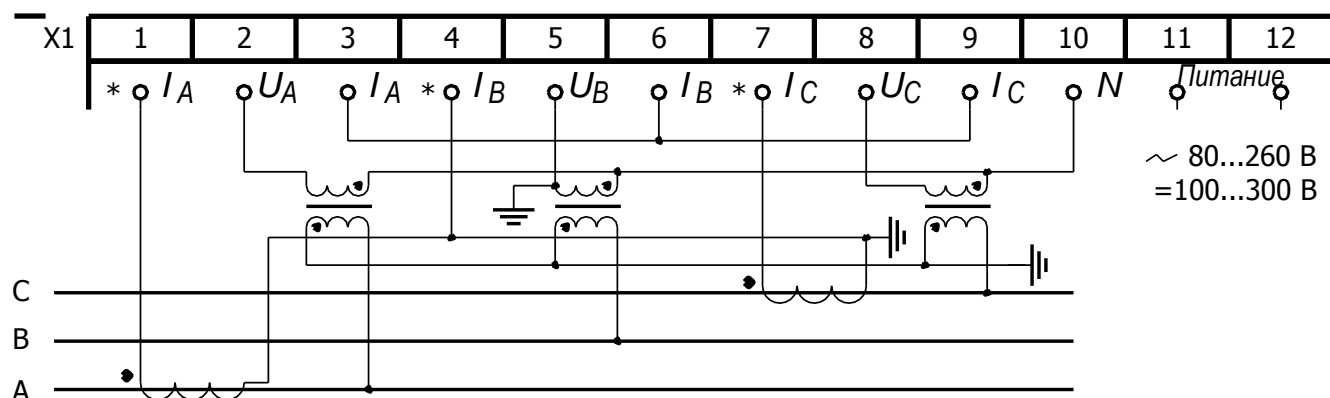 X1 1 2 3 4 5 6 7 8 9 10 11 12
* I A U A I A * I B U B I B * I C U C I C N Питание
~ 80...260 В
=100...300 В
C
B
A